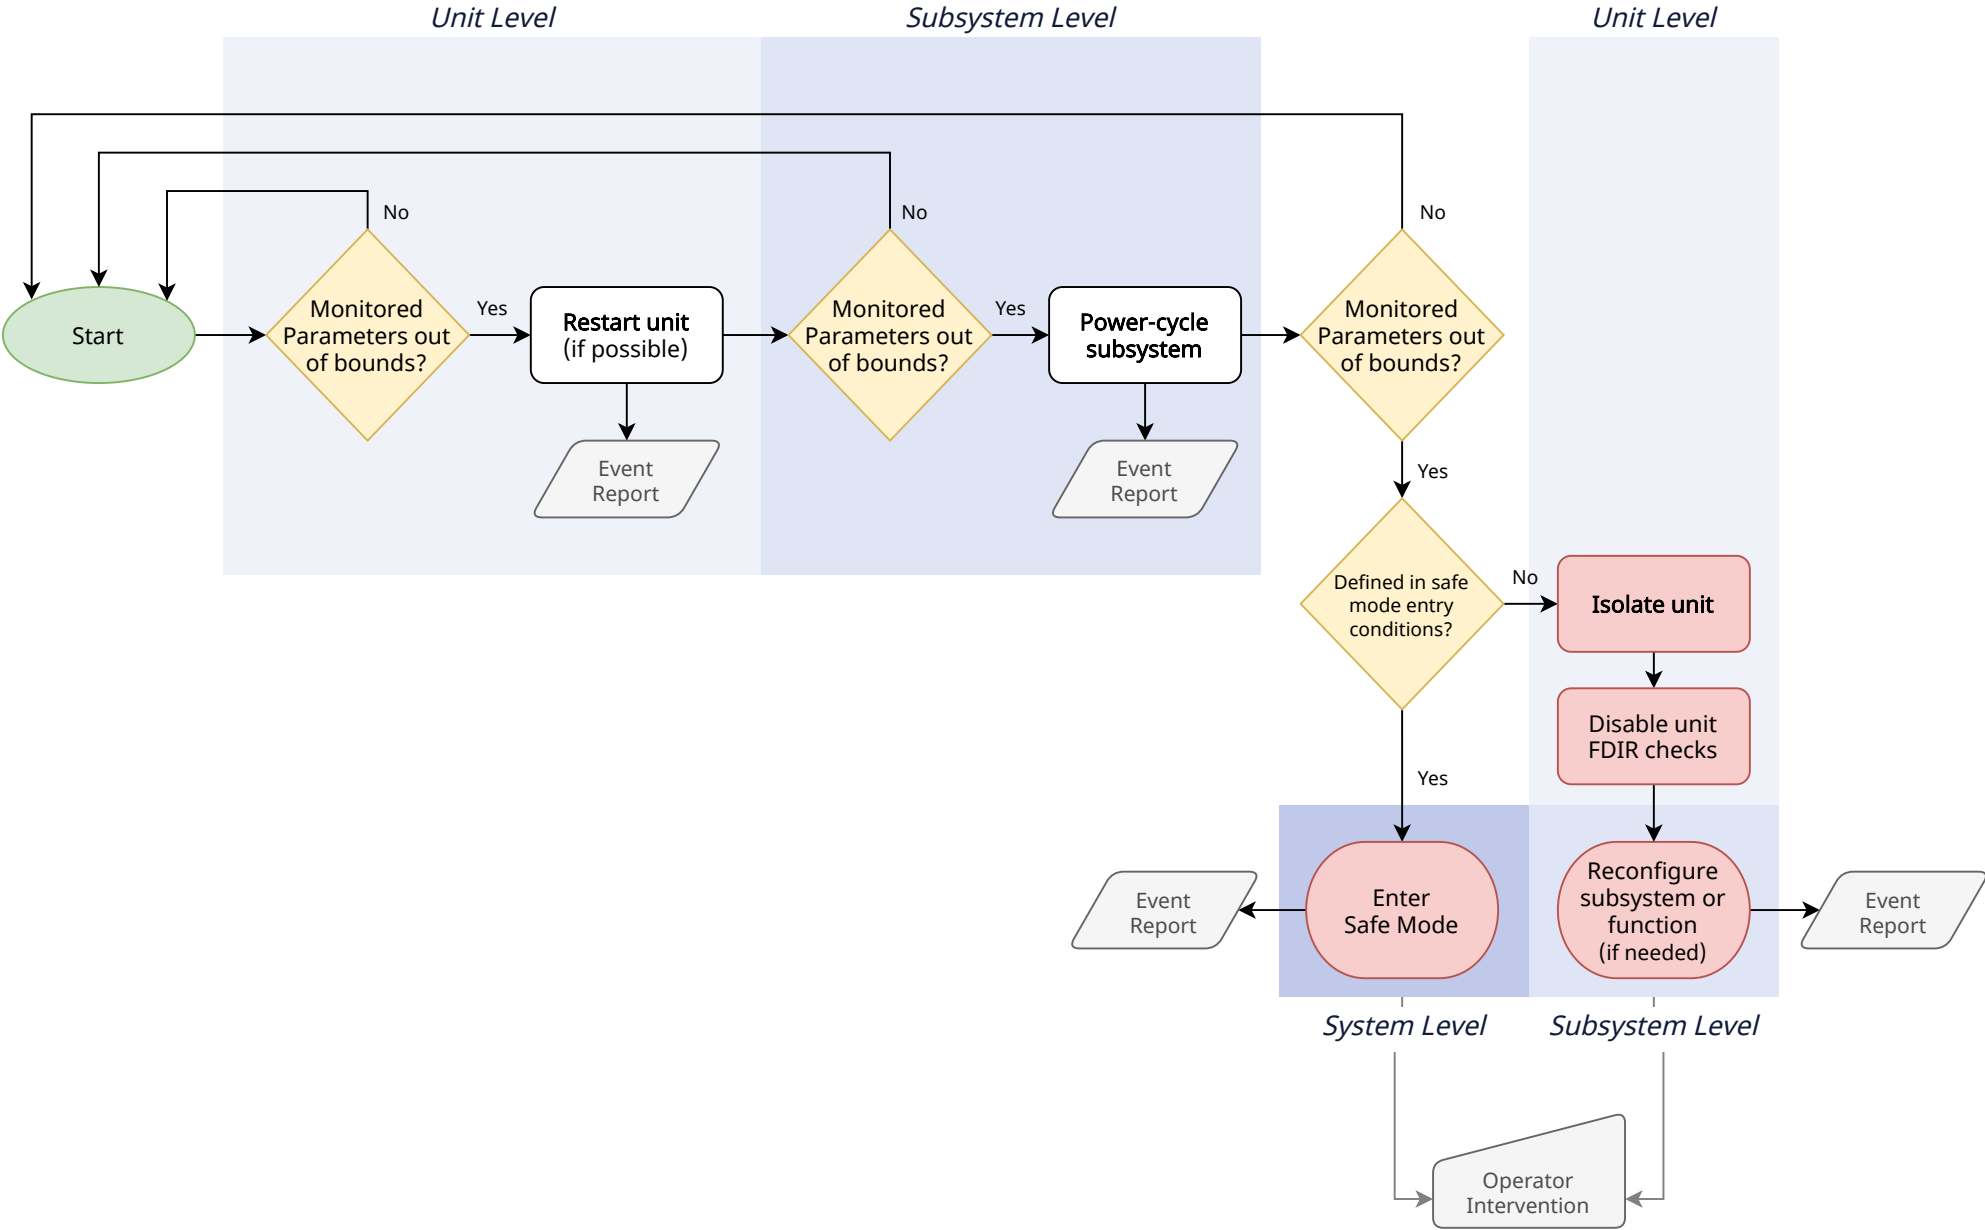 Unit Level
Subsystem Level
Unit Level
No
No
No
Start
Monitored
Parameters out
of bounds?
Yes
Restart unit
(if possible)
Monitored
Parameters out
of bounds?
Yes
Power-cycle
subsystem
Monitored
Parameters out
of bounds?
Event
Report
Event
Report
Yes
Defined in safe
mode entry
conditions?
No
Isolate unit
Disable unit
FDIR checks
Yes
Event
Report
Enter
Safe Mode
Reconfigure
subsystem or
function
(if needed)
Event
Report
System Level
Subsystem Level
Operator
Intervention